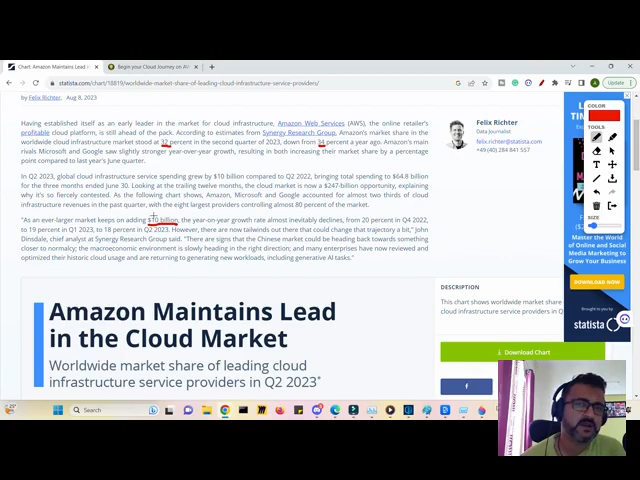 Chart: Amazon Maintains Lead in
Begin your Cloud Journey on AW
statista.com/chart/18819/worldwide-market-share-of-leading-cloud-infrastructure-service-providers/
Update
by Felix Richter, Aug 8, 2023
Having established itself as an early leader in the market for cloud infrastructure, Amazon Web Services (AWS), the online retailer's
profitable cloud platform, is still ahead of the pack. According to estimates from Synergy Research Group, Amazon's market share in the
worldwide cloud infrastructure market stood at 32 percent in the second quarter of 2023, down from 34 percent a year ago. Amazon's main
rivals Microsoft and Google saw slightly stronger year-over-year growth, resulting in both increasing their market share by a percentage
point compared to last year's June quarter.
In Q2 2023, global cloud infrastructure service spending grew by $10 billion compared to Q2 2022, bringing total spending to $64.8 billion
for the three months ended June 30. Looking at the trailing twelve months, the cloud market is now a $247-billion opportunity, explaining
why it's so fiercely contested. As the following chart shows, Amazon, Microsoft and Google accounted for almost two thirds of cloud
infrastructure revenues in the past quarter, with the eight largest providers controlling almost 80 percent of the market.
"As an ever-larger market keeps on adding $10 billion, the year-on-year growth rate almost inevitably declines, from 20 percent in Q4 2022,
to 19 percent in Q1 2023 to 18 percent in Q2 2023. However, there are now tailwinds out there that could change that trajectory a bit," John
Dinsdale, chief analyst at Synergy Research Group said. "There are signs that the Chinese market could be heading back towards something
closer to normality; the macroeconomic environment is slowly heading in the right direction; and many enterprises have now reviewed and
optimized their historic cloud usage and are returning to generating new workloads, including generative AI tasks."
Felix Richter
Data Journalist
felix.richter@statista.com
+49 (40) 284 841 557
COLOR
TOOLS
SIZE
Master the
World of
Online and Social
Media Marketing to
Grow Your Business
DOWNLOAD NOW
Brought to you by
statista
Amazon Maintains Lead
in the Cloud Market
Worldwide market share of leading cloud
infrastructure service providers in Q2 2023*
DESCRIPTION
This chart shows worldwide market share
cloud infrastructure service providers in
Download Chart
Search